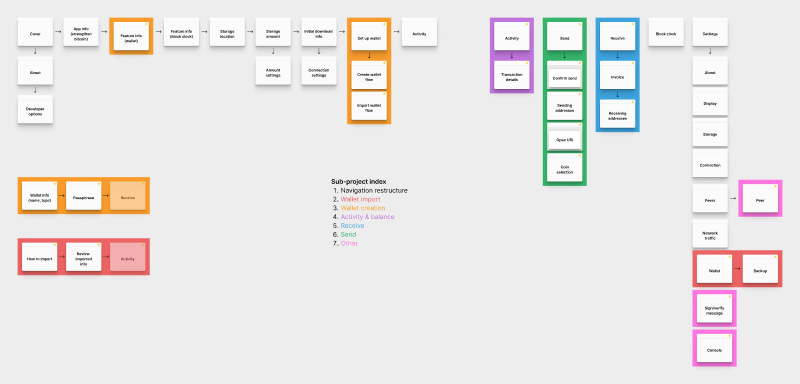 Cover
App info
(strengthen
bitcoin)
Feature info
(wallet)
Feature info
(block clock)
Storage
location
Storage
amount
Initial download
info
Set up wallet
Activity
About
Amount
settings
Connection
settings
Create wallet
flow
Developer
options
Import wallet
flow
Activity
Transaction
details
Send
Confirm send
Sending
addresses
Open URI
Coin
selection
Receive
Invoice
Receiving
addresses
Block clock
Settings
About
Display
Storage
Connection
Peers
Peer
Network
traffic
Wallet
Backup
Sign/verify
message
Console
Wallet info
(name, type)
Passphrase
Receive
How to import
Review
imported
info
Activity
Sub-project index
1. Navigation restructure
2. Wallet import
3. Wallet creation
4. Activity & balance
5. Receive
6. Send
7. Other